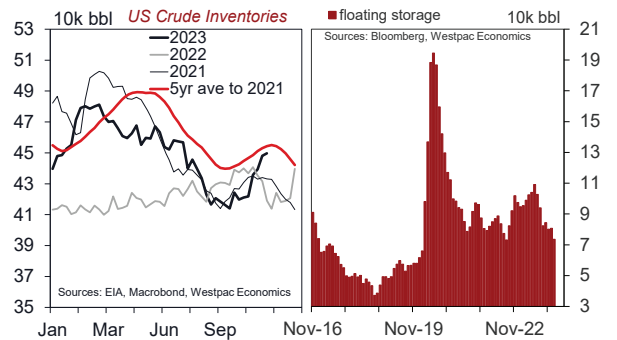 10k bbl
US Crude Inventories
2023
2022
2021
5yr ave to 2021
53
51
49
47
45
43
41
39
37
35
Sources: EIA, Macrobond, Westpac Economics
Jan
Mar
Jun
Sep
floating storage
10k bbl
Sources: Bloomberg, Westpac Economics
21
19
17
15
13
11
9
7
5
3
Nov-16
Nov-19
Nov-22